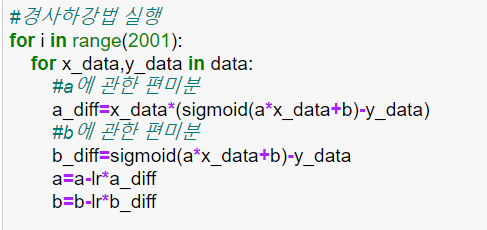 #경사하강법 실행
for i in range(2001):
    for x_data,y_data in data:
        #a에 관한 편미분
        a_diff=x_data*(sigmoid(a*x_data+b)-y_data)
        #b에 관한 편미분
        b_diff=sigmoid(a*x_data+b)-y_data
        a=a-lr*a_diff
        b=b-lr*b_diff